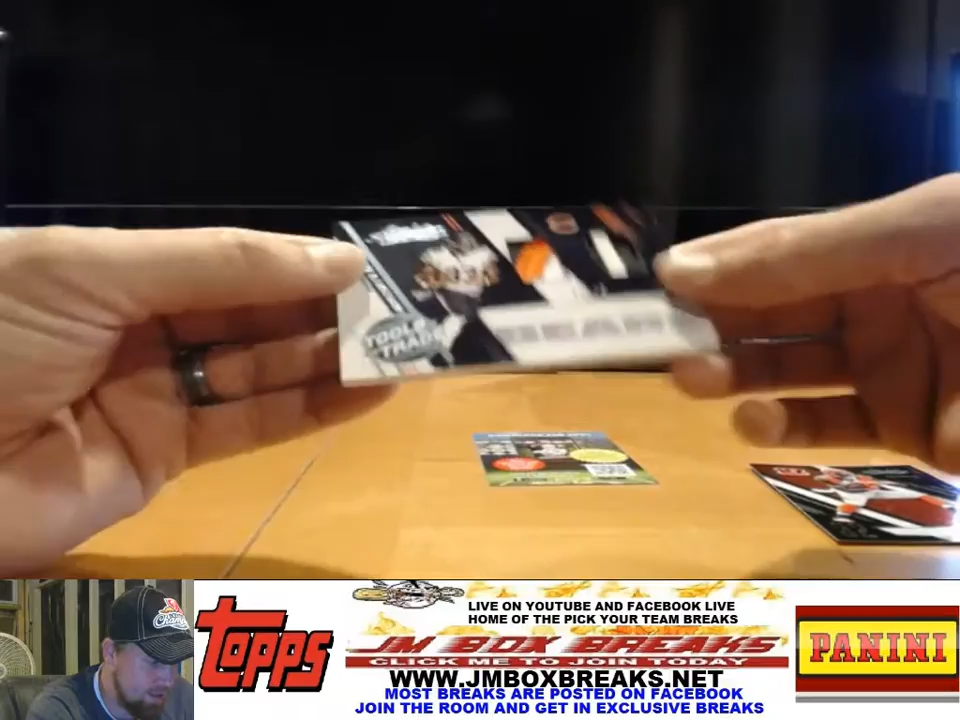 TOOLS
TRADE
Champ
TOPPS
LIVE ON YOUTUBE AND FACEBOOK LIVE
HOME OF THE PICK YOUR TEAM BREAKS
JM BOX BREAKS
CLICK ME TO JOIN TODAY
WWW.JMBOXBREAKS.NET
MOST BREAKS ARE POSTED ON FACEBOOK
JOIN THE ROOM AND GET IN EXCLUSIVE BREAKS
PANINI